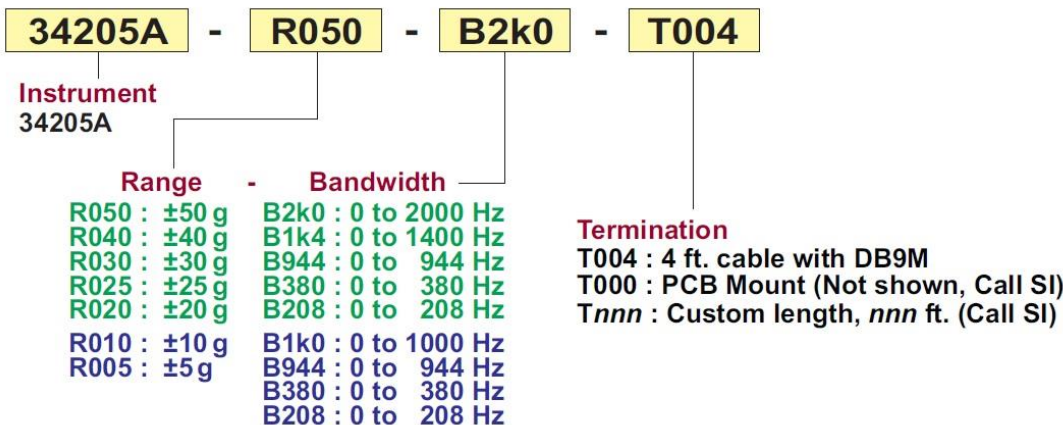 34205A - R050 - B2k0 - T004
Instrument
34205A
Range - Bandwidth
R050 : ±50 g B2k0 : 0 to 2000 Hz
R040 : ±40 g B1k4 : 0 to 1400 Hz
R030 : ±30 g B944 : 0 to 944 Hz
R025 : ±25 g B380 : 0 to 380 Hz
R020 : ±20 g B208 : 0 to 208 Hz
R010 : ±10 g B1k0 : 0 to 1000 Hz
R005 : ±5 g B944 : 0 to 944 Hz
B380 : 0 to 380 Hz
B208 : 0 to 208 Hz
Termination
T004 : 4 ft. cable with DB9M
T000 : PCB Mount (Not shown, Call SI)
Tnnn : Custom length, nnn ft. (Call SI)